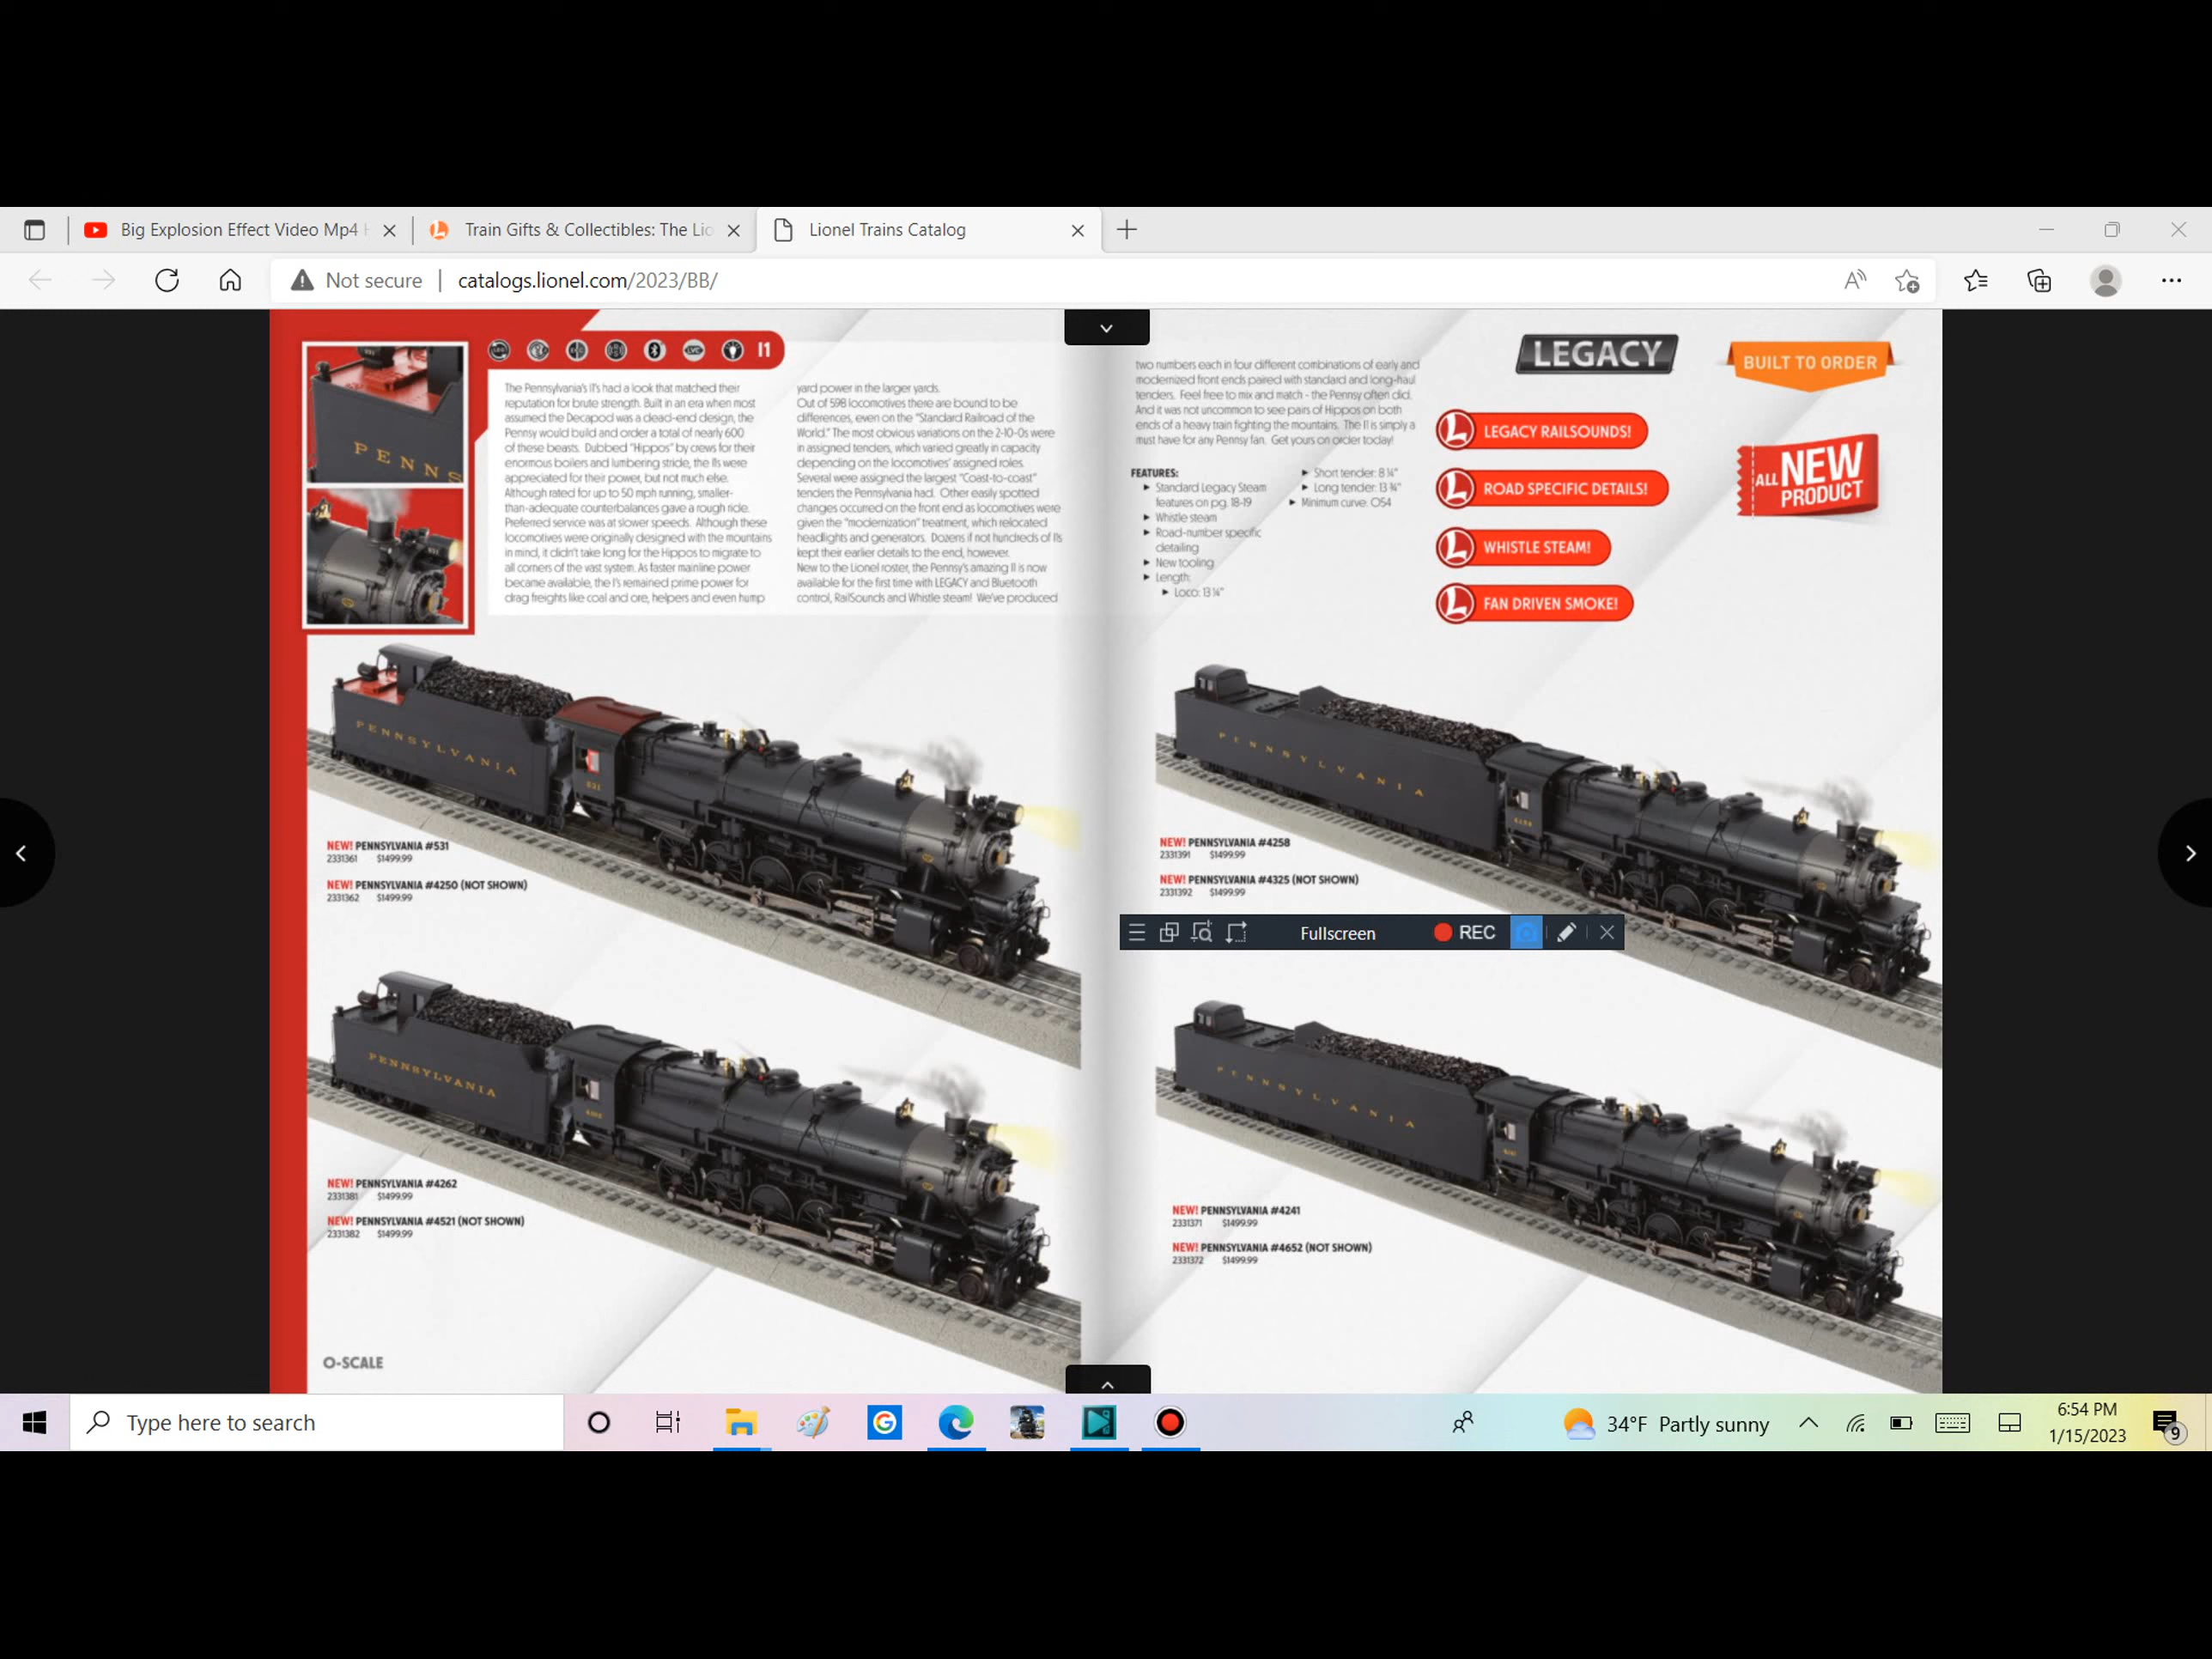 Big Explosion Effect Video Mp4
Train Gifts & Collectibles: The Lio
Lionel Trains Catalog
Not secure
catalogs.lionel.com/2023/BB/
I1
The Pennsylvania's I1's had a look that matched their
reputation for brute strength. Built in an era when most
assumed the Decapod was a dead-end design, the
Pennsy would build and order a total of nearly 600
of these beasts. Dubbed "Hippos" by crews for their
enormous boilers and lumbering stride, the I1s were
appreciated for their power, but not much else.
Although rated for up to 50 mph running, smaller-
than-adequate counterbalances gave a rough ride.
Preferred service was at slower speeds. Although these
locomotives were originally designed with the mountains
in mind, it didn't take long for the Hippos to migrate to
all corners of the vast system. As faster mainline power
became available, the I's remained prime power for
drag freights like coal and ore, helpers and even hump
yard power in the larger yards.
Out of 598 locomotives there are bound to be
differences, even on the "Standard Railroad of the
World." The most obvious variations on the 2-10-0s were
in assigned tenders, which varied greatly in capacity
depending on the locomotives' assigned roles.
Several were assigned the largest "Coast-to-coast"
tenders the Pennsylvania had. Other easily spotted
changes occurred on the front end as locomotives were
given the "modernization" treatment, which relocated
headlights and generators. Dozens if not hundreds of I1s
kept their earlier details to the end, however.
New to the Lionel roster, the Pennsy's amazing I1 is now
available for the first time with LEGACY and Bluetooth
control, RailSounds and Whistle steam! We've produced
two numbers each in four different combinations of early and
modernized front ends paired with standard and long-haul
tenders. Feel free to mix and match - the Pennsy often did.
And it was not uncommon to see pairs of Hippos on both
ends of a heavy train fighting the mountains. The I1 is simply a
must have for any Pennsy fan. Get yours on order today!
FEATURES:
Standard Legacy Steam
features on pg. 18-19
Whistle steam
Road-number specific
detailing
New tooling
Length:
Loco: 13 ¼"
Short tender: 8 ¼"
Long tender: 13 ¾"
Minimum curve: O54
LEGACY
BUILT TO ORDER
LEGACY RAILSOUNDS!
ROAD SPECIFIC DETAILS!
WHISTLE STEAM!
FAN DRIVEN SMOKE!
ALL NEW
PRODUCT
PENNS
PENNSYLVANIA
531
NEW! PENNSYLVANIA #531
2331361 $1499.99
NEW! PENNSYLVANIA #4250 (NOT SHOWN)
2331362 $1499.99
PENNSYLVANIA
NEW! PENNSYLVANIA #4258
2331391 $1499.99
NEW! PENNSYLVANIA #4325 (NOT SHOWN)
2331392 $1499.99
Fullscreen
REC
PENNSYLVANIA
NEW! PENNSYLVANIA #4262
2331381 $1499.99
NEW! PENNSYLVANIA #4521 (NOT SHOWN)
2331382 $1499.99
PENNSYLVANIA
NEW! PENNSYLVANIA #4241
2331371 $1499.99
NEW! PENNSYLVANIA #4652 (NOT SHOWN)
2331372 $1499.99
O-SCALE
Type here to search
34°F Partly sunny
6:54 PM
1/15/2023
9